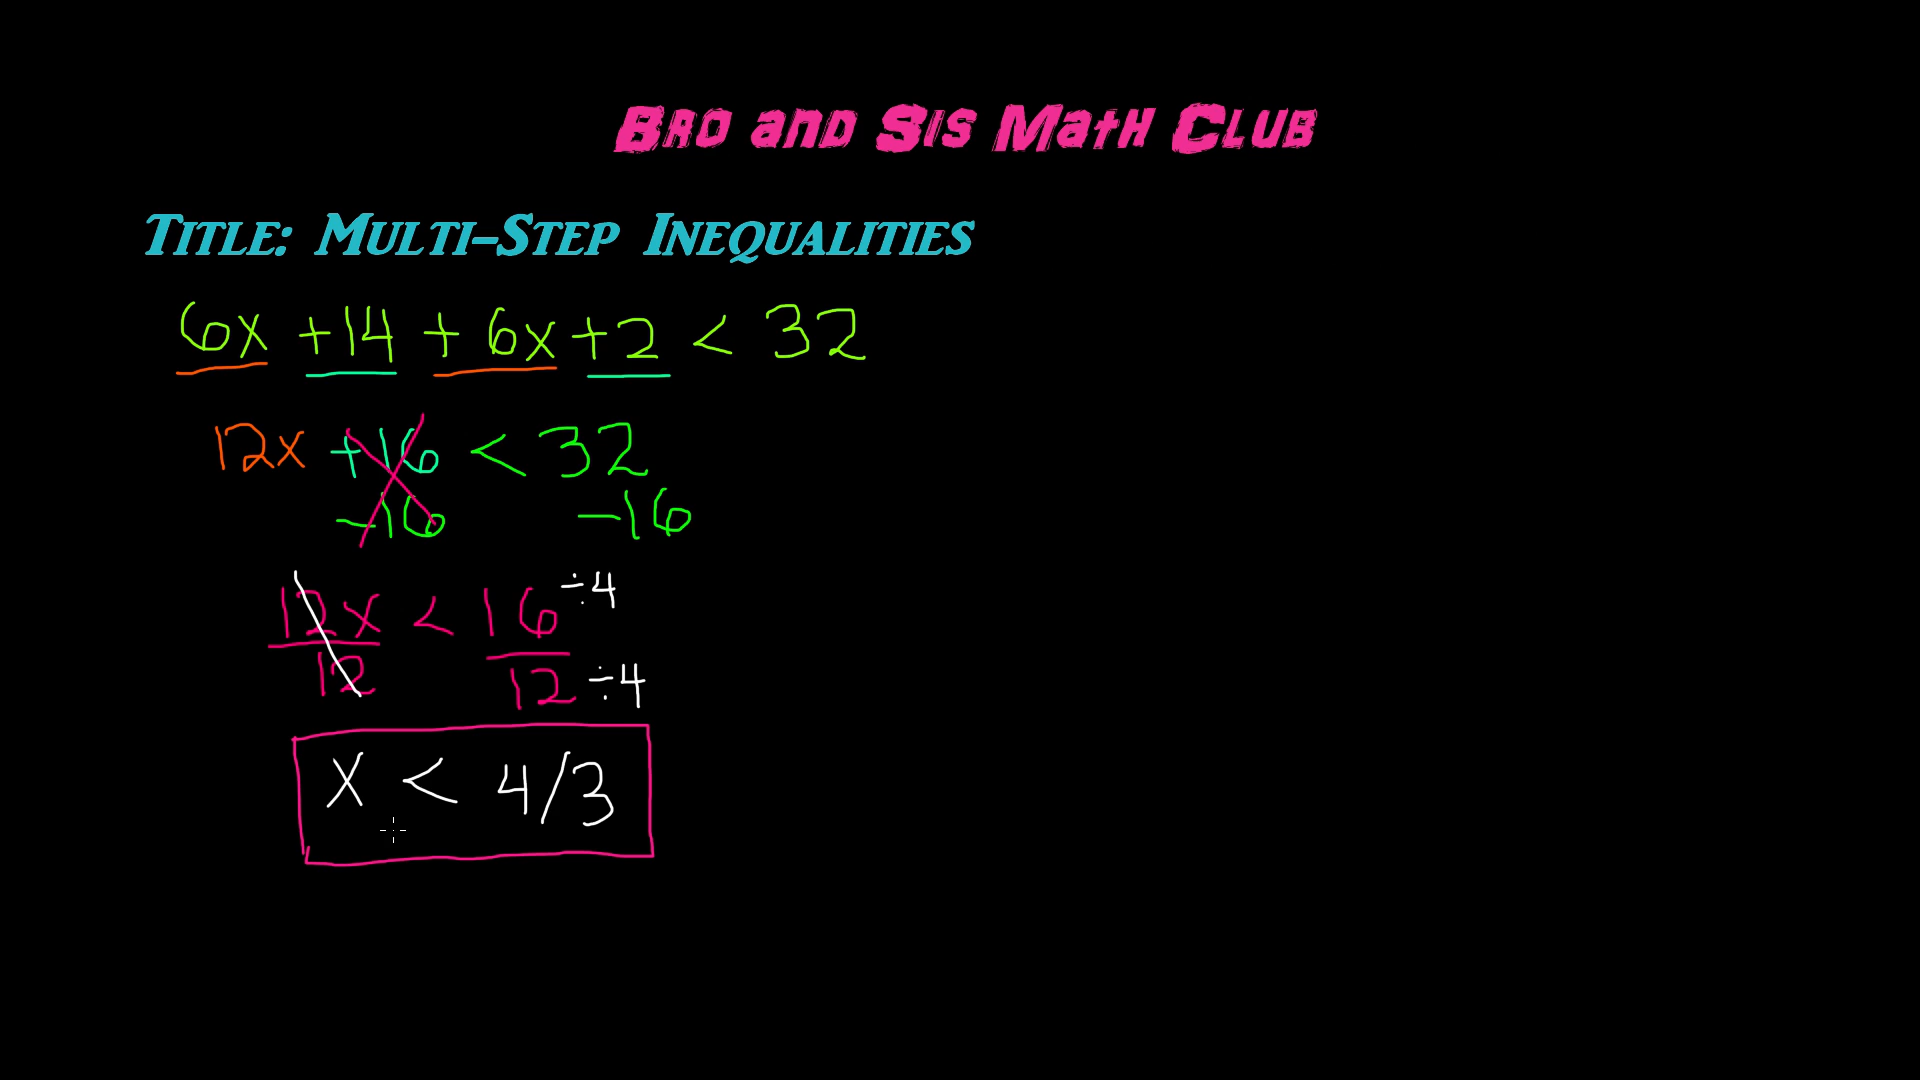 Bro and Sis Math Club
Title: Multi-Step Inequalities
6x +14 + 6x +2 < 32
12x +16 < 32
-16 -16
12x < 16 ÷4
12 12 ÷4
x < 4/3